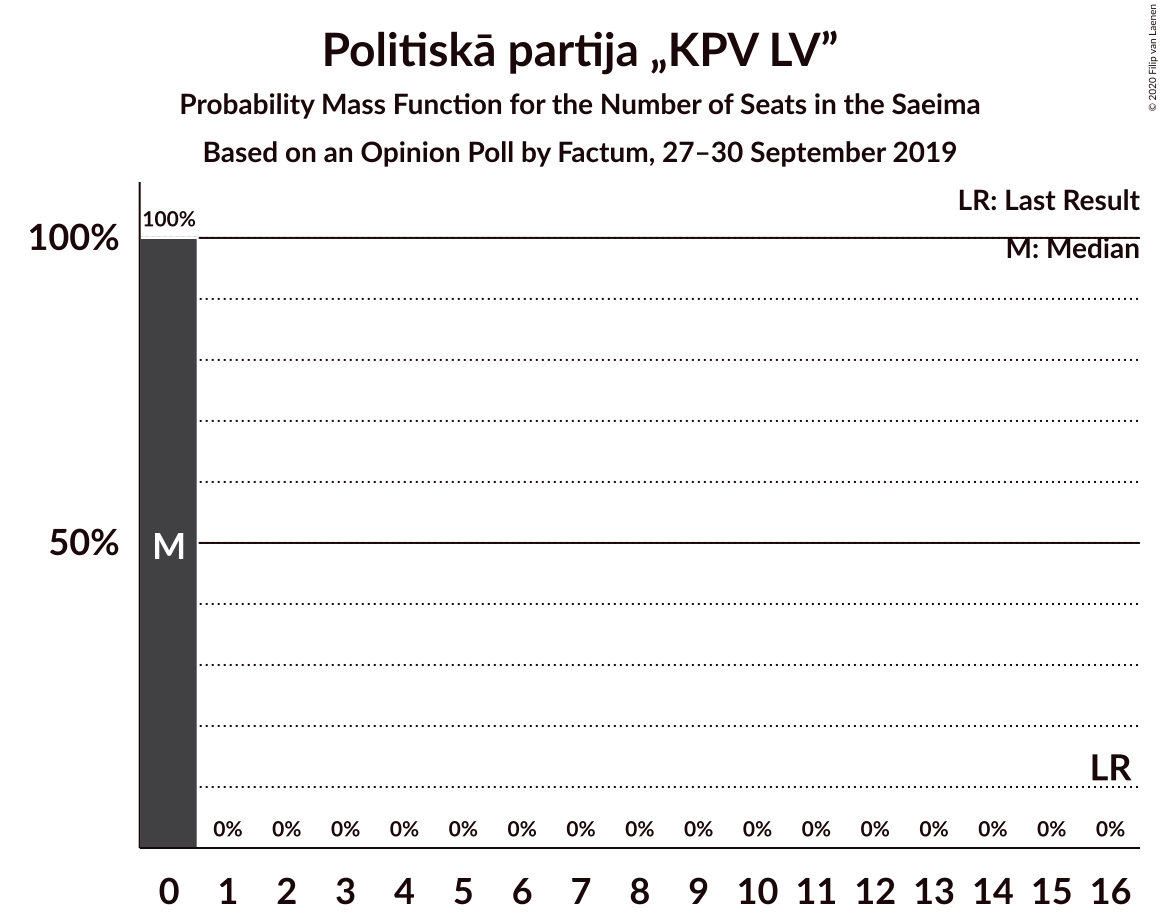 Politiskā partija „KPV LV”
Probability Mass Function for the Number of Seats in the Saeima
Based on an Opinion Poll by Factum, 27–30 September 2019
© 2020 Filip van Laenen
LR: Last Result
M: Median
100%
100%
50%
M
LR
0% 0% 0% 0% 0% 0% 0% 0% 0% 0% 0% 0% 0% 0% 0% 0%
0 1 2 3 4 5 6 7 8 9 10 11 12 13 14 15 16